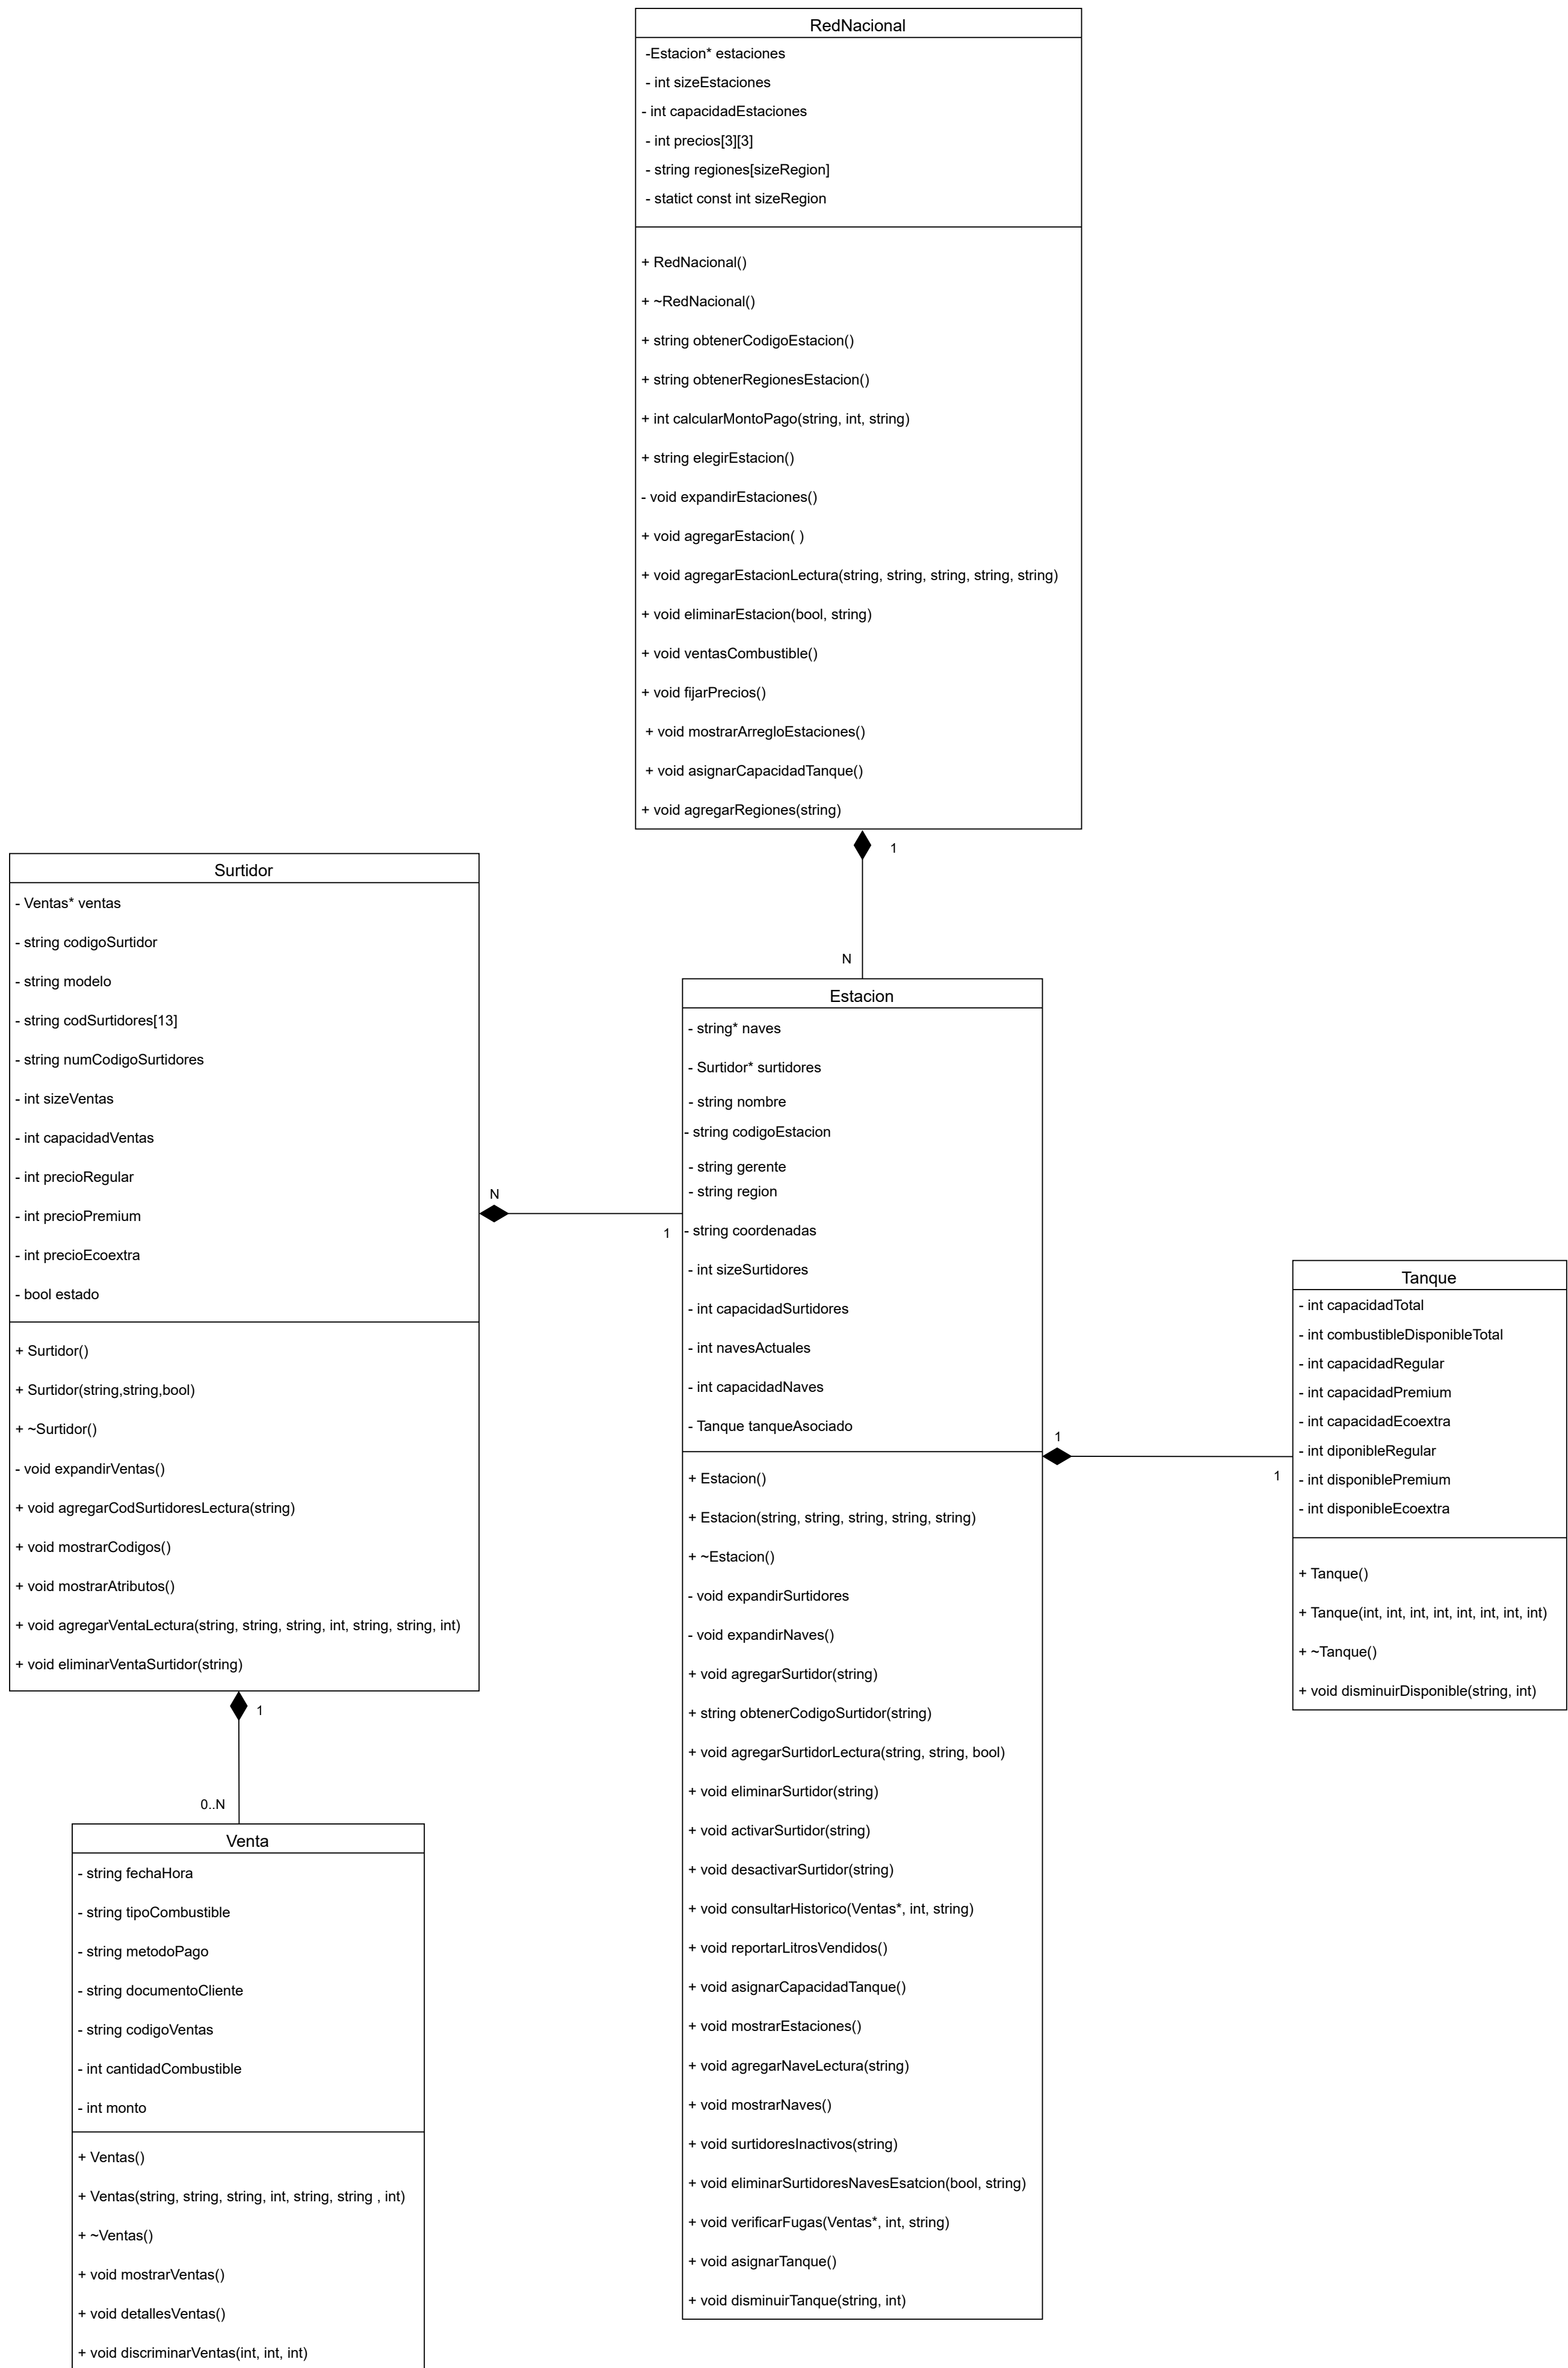 RedNacional
-Estacion* estaciones
- int sizeEstaciones
- int capacidadEstaciones
- int precios[3][3]
- string regiones[sizeRegion]
- statict const int sizeRegion
+ RedNacional()
+ ~RedNacional()
+ string obtenerCodigoEstacion()
+ string obtenerRegionesEstacion()
+ int calcularMontoPago(string, int, string)
+ string elegirEstacion()
- void expandirEstaciones()
+ void agregarEstacion( )
+ void agregarEstacionLectura(string, string, string, string, string)
+ void eliminarEstacion(bool, string)
+ void ventasCombustible()
+ void fijarPrecios()
+ void mostrarArregloEstaciones()
+ void asignarCapacidadTanque()
+ void agregarRegiones(string)
1
N
Surtidor
- Ventas* ventas
- string codigoSurtidor
- string modelo
- string codSurtidores[13]
- string numCodigoSurtidores
- int sizeVentas
- int capacidadVentas
- int precioRegular
- int precioPremium
- int precioEcoextra
- bool estado
+ Surtidor()
+ Surtidor(string,string,bool)
+ ~Surtidor()
- void expandirVentas()
+ void agregarCodSurtidoresLectura(string)
+ void mostrarCodigos()
+ void mostrarAtributos()
+ void agregarVentaLectura(string, string, string, int, string, string, int)
+ void eliminarVentaSurtidor(string)
N
1
Estacion
- string* naves
- Surtidor* surtidores
- string nombre
- string codigoEstacion
- string gerente
- string region
- string coordenadas
- int sizeSurtidores
- int capacidadSurtidores
- int navesActuales
- int capacidadNaves
- Tanque tanqueAsociado
+ Estacion()
+ Estacion(string, string, string, string, string)
+ ~Estacion()
- void expandirSurtidores
- void expandirNaves()
+ void agregarSurtidor(string)
+ string obtenerCodigoSurtidor(string)
+ void agregarSurtidorLectura(string, string, bool)
+ void eliminarSurtidor(string)
+ void activarSurtidor(string)
+ void desactivarSurtidor(string)
+ void consultarHistorico(Ventas*, int, string)
+ void reportarLitrosVendidos()
+ void asignarCapacidadTanque()
+ void mostrarEstaciones()
+ void agregarNaveLectura(string)
+ void mostrarNaves()
+ void surtidoresInactivos(string)
+ void eliminarSurtidoresNavesEsatcion(bool, string)
+ void verificarFugas(Ventas*, int, string)
+ void asignarTanque()
+ void disminuirTanque(string, int)
1
1
Tanque
- int capacidadTotal
- int combustibleDisponibleTotal
- int capacidadRegular
- int capacidadPremium
- int capacidadEcoextra
- int diponibleRegular
- int disponiblePremium
- int disponibleEcoextra
+ Tanque()
+ Tanque(int, int, int, int, int, int, int, int)
+ ~Tanque()
+ void disminuirDisponible(string, int)
1
0..N
Venta
- string fechaHora
- string tipoCombustible
- string metodoPago
- string documentoCliente
- string codigoVentas
- int cantidadCombustible
- int monto
+ Ventas()
+ Ventas(string, string, string, int, string, string , int)
+ ~Ventas()
+ void mostrarVentas()
+ void detallesVentas()
+ void discriminarVentas(int, int, int)